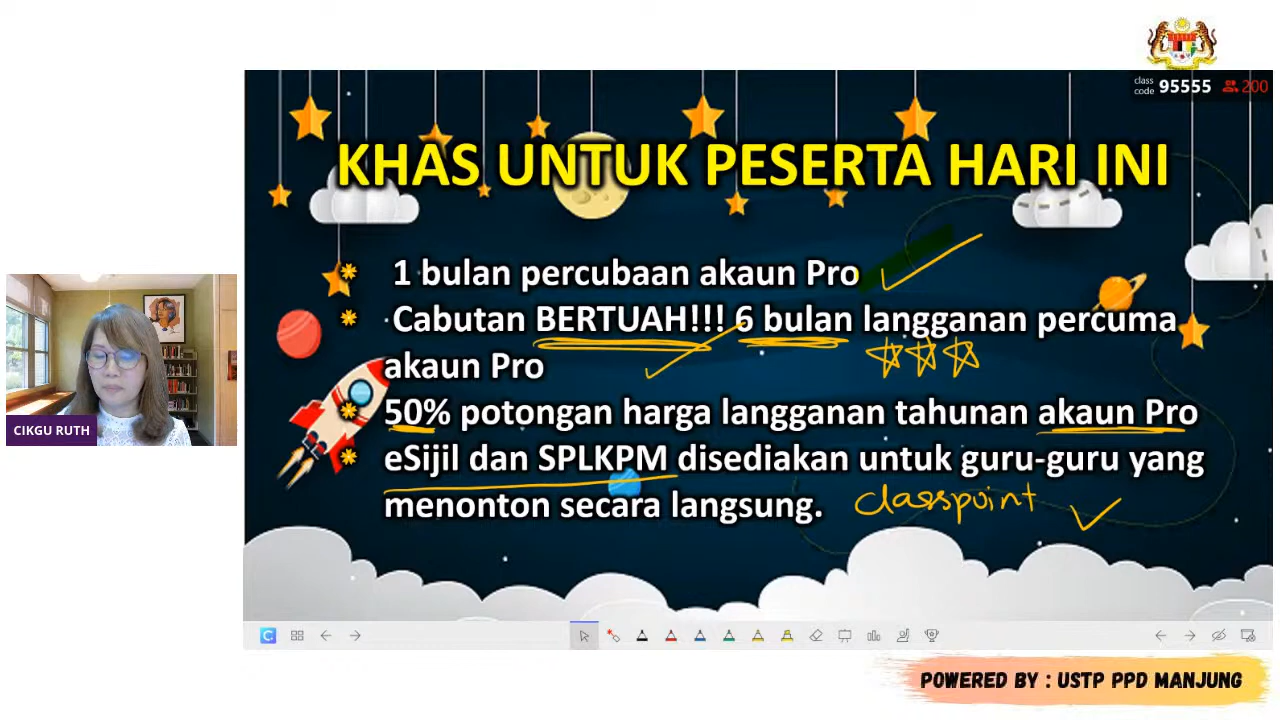 class code 95555 200
KHAS UNTUK PESERTA HARI INI
1 bulan percubaan akaun Pro
Cabutan BERTUAH!!! 6 bulan langganan percuma
akaun Pro
50% potongan harga langganan tahunan akaun Pro
eSijil dan SPLKPM disediakan untuk guru-guru yang
menonton secara langsung.
classpoint
CIKGU RUTH
POWERED BY : USTP PPD MANJUNG